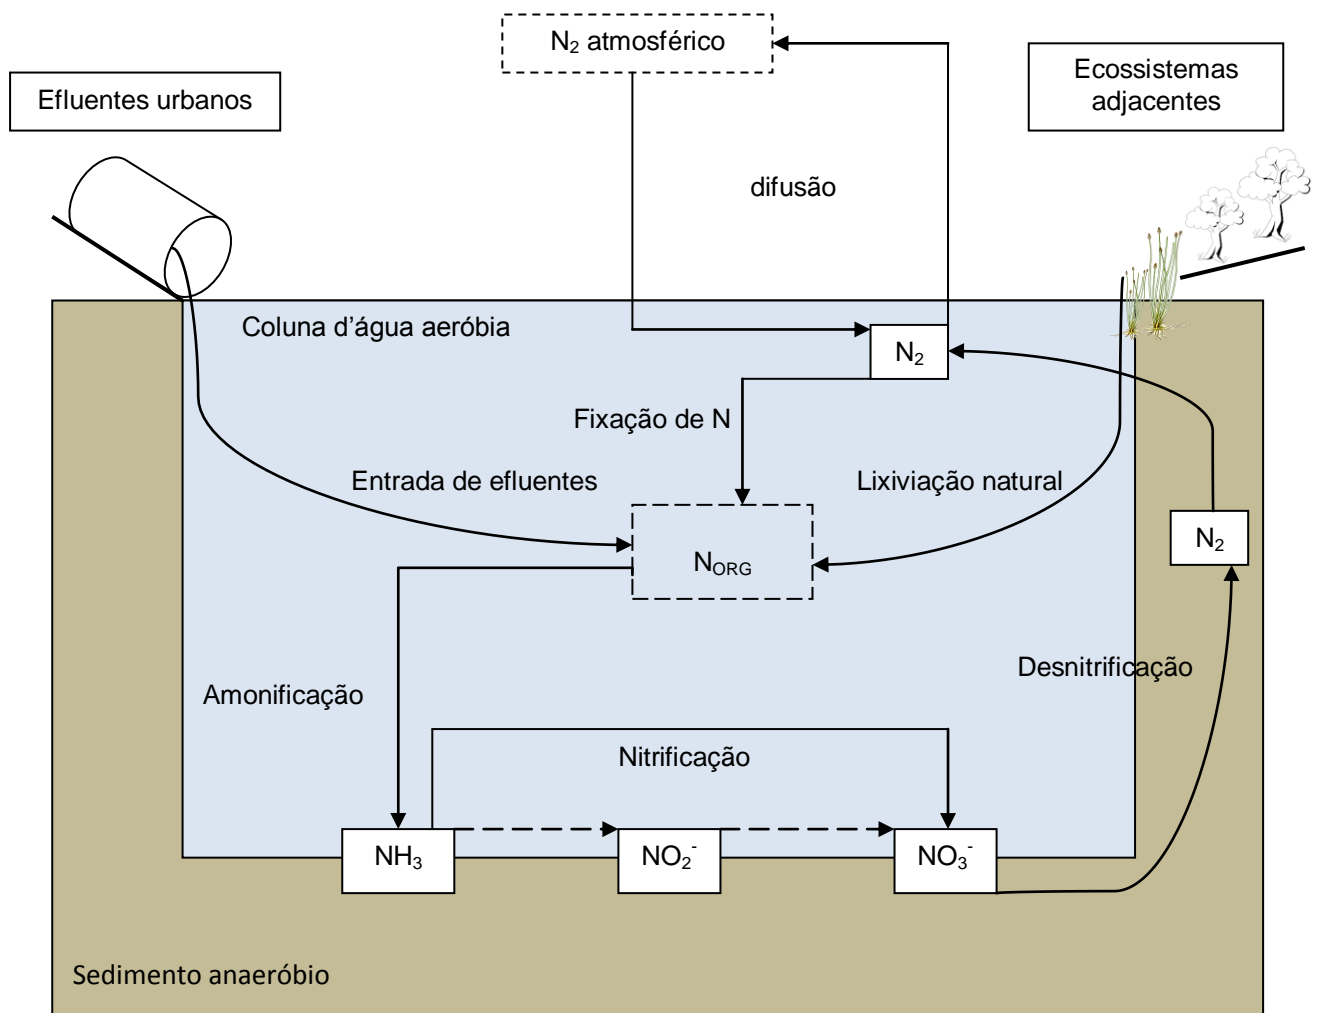 N₂ atmosférico
Efluentes urbanos
Ecossistemas
adjacentes
difusão
Coluna d’água aeróbia
N₂
Fixação de N
Entrada de efluentes
Lixiviação natural
N₂
N_ORG
Desnitrificação
Amonificação
Nitrificação
NH₃
NO₂⁻
NO₃⁻
Sedimento anaeróbio